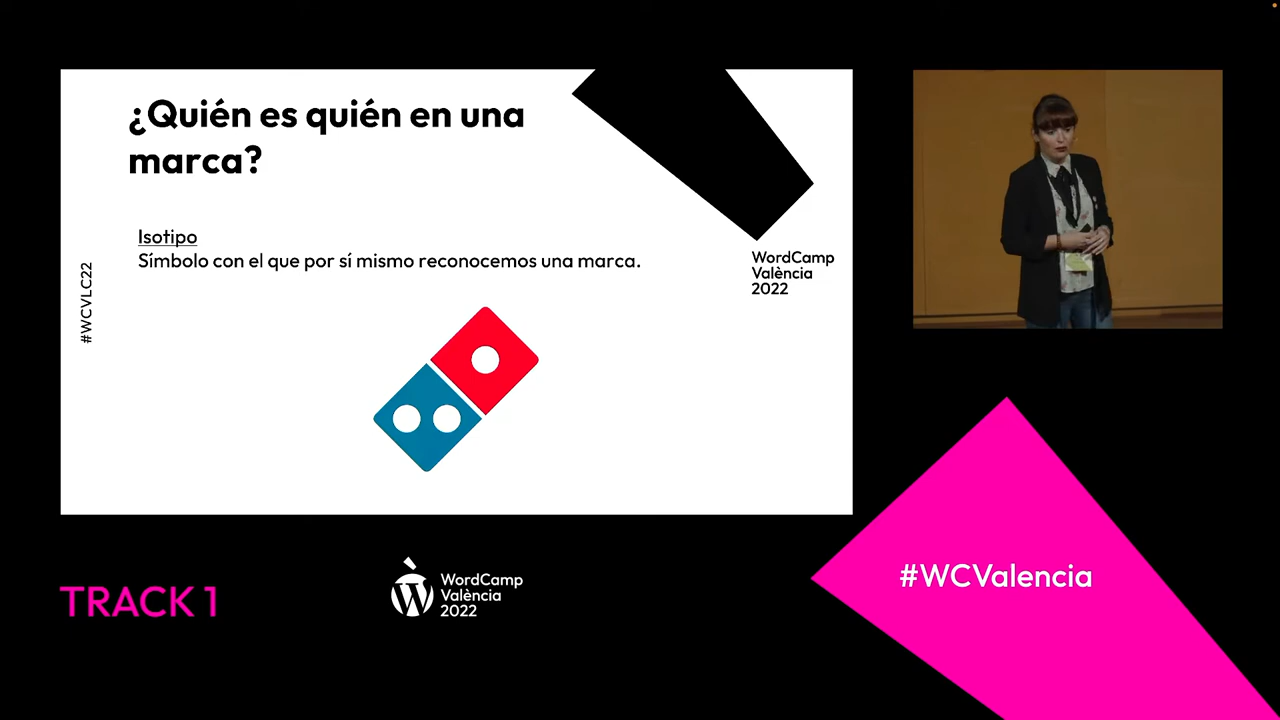 ¿Quién es quién en una
marca?
Isotipo
Símbolo con el que por sí mismo reconocemos una marca.
#WCVLC22
WordCamp
València
2022
TRACK 1
WordCamp
València
2022
#WCValencia